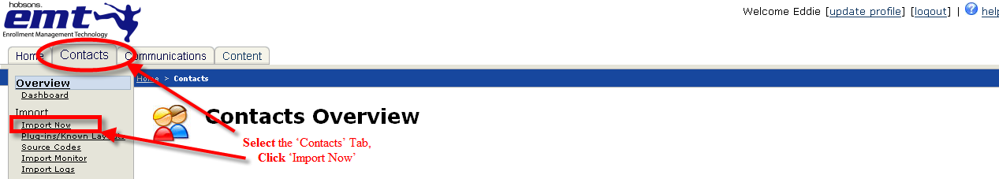 hobsons.
emt
Enrollment Management Technology
Welcome Eddie [update profile] [logout] | ? help
Home Contacts Communications Content
Home > Contacts
Overview
Dashboard
Import
Import Now
Plug-ins/Known Layouts
Source Codes
Import Monitor
Import Logs
Contacts Overview
Select the ‘Contacts’ Tab,
Click ‘Import Now’